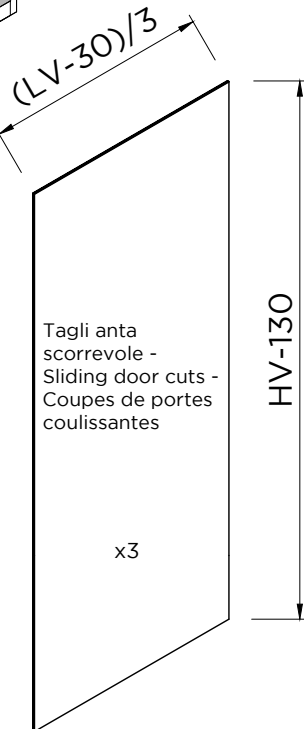 (LV-30)/3
HV-130
Tagli anta
scorrevole -
Sliding door cuts -
Coupes de portes
coulissantes
x3